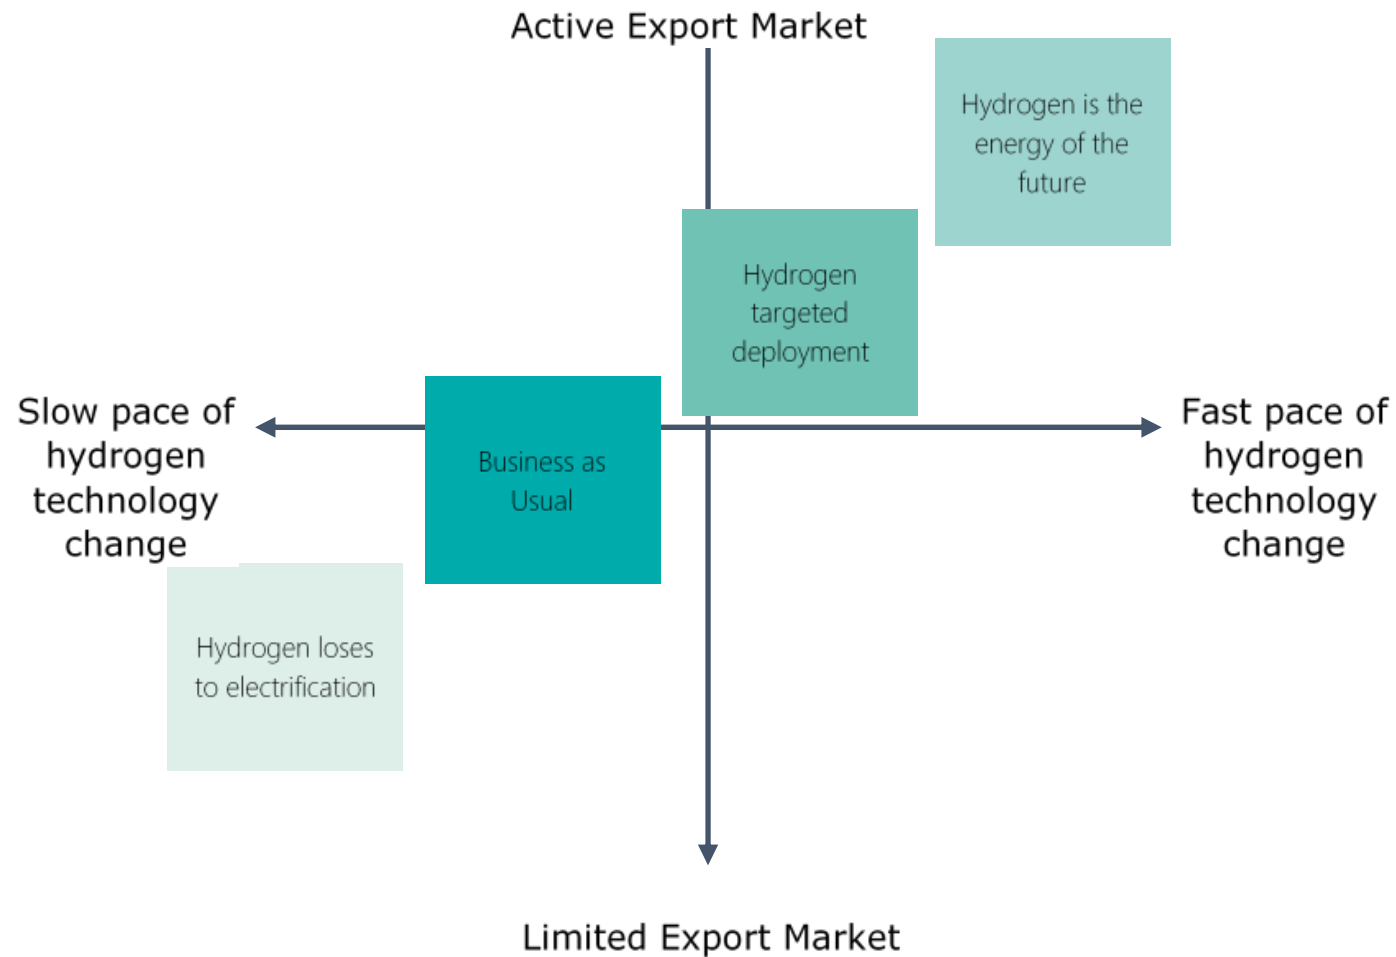 Active Export Market
Hydrogen is the
energy of the
future
Hydrogen
targeted
deployment
Slow pace of
hydrogen
technology
change
Business as
Usual
Fast pace of
hydrogen
technology
change
Hydrogen loses
to electrification
Limited Export Market